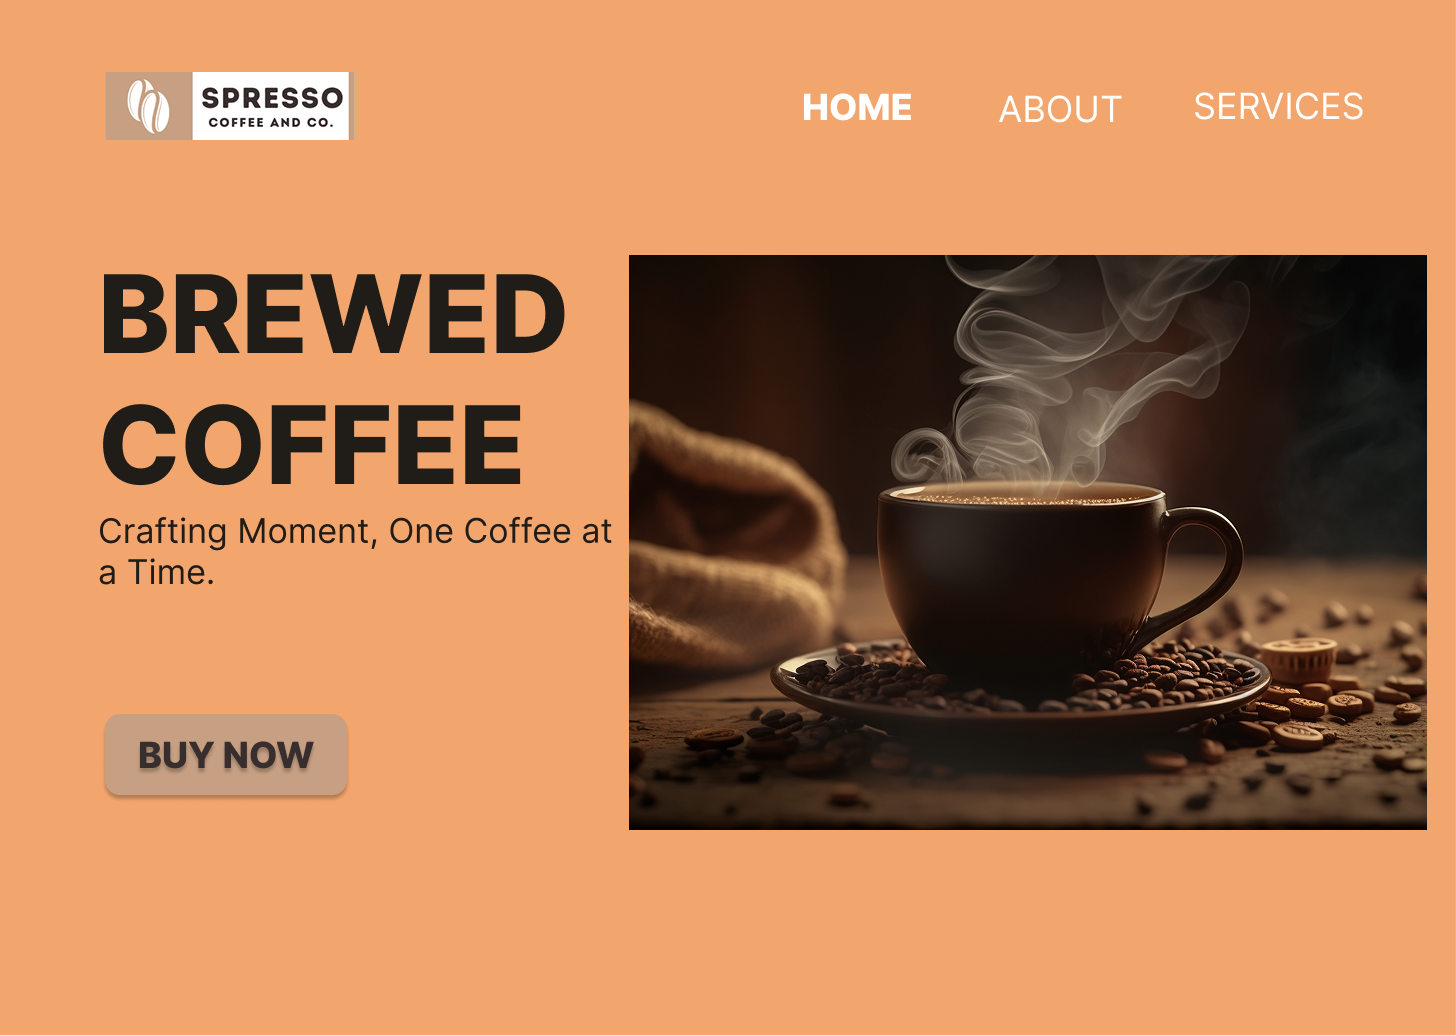 SPRESSO
COFFEE AND CO.
HOME
ABOUT
SERVICES
BREWED
COFFEE
Crafting Moment, One Coffee at
a Time.
BUY NOW